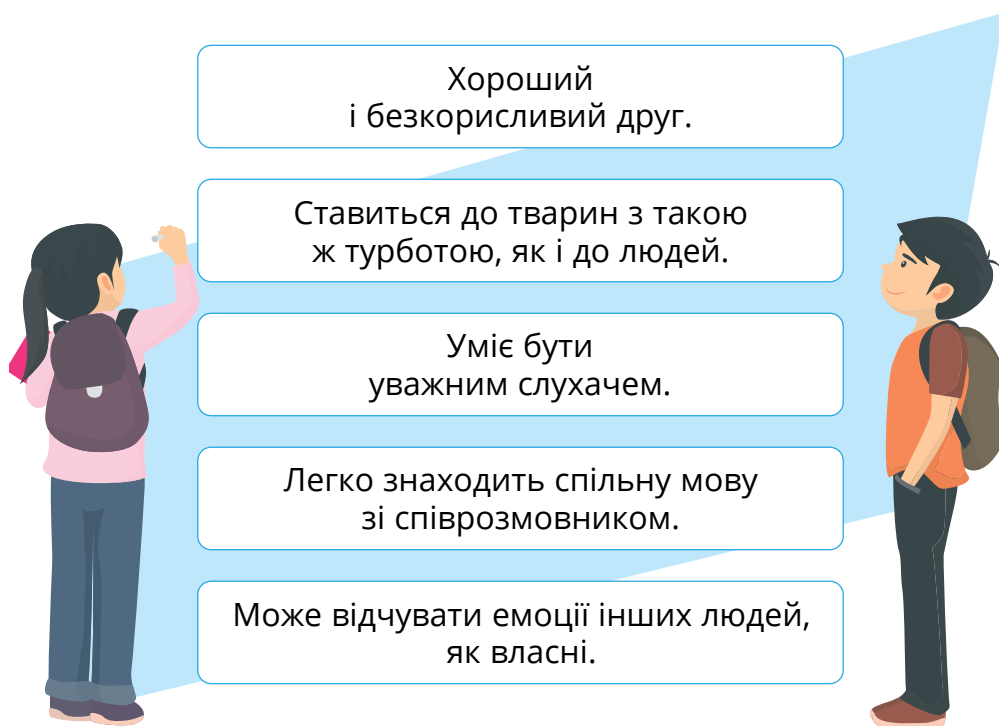 Хороший
і безкорисливий друг.
Ставиться до тварин з такою
ж турботою, як і до людей.
Уміє бути
уважним слухачем.
Легко знаходить спільну мову
зі співрозмовником.
Може відчувати емоції інших людей,
як власні.